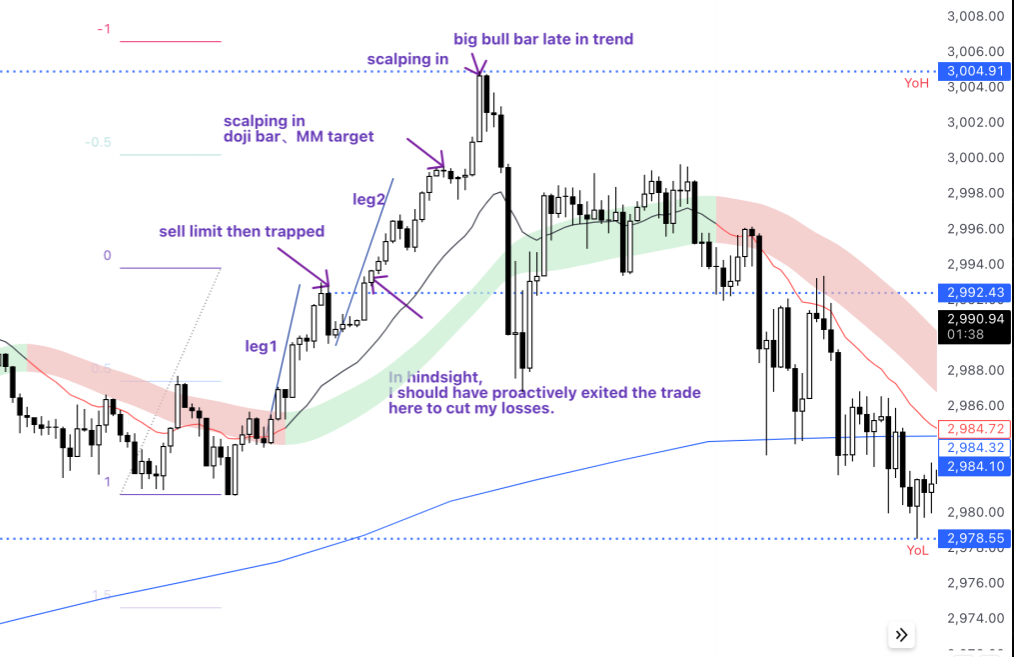 3,008.00
-1
big bull bar late in trend
3,006.00
scalping in
3,004.91
YoH
3,004.00
scalping in
doji bar、MM target
3,002.00
-0.5
3,000.00
leg2
2,998.00
sell limit then trapped
2,996.00
0
2,994.00
2,992.43
2,990.94
01:38
leg1
0.5
2,988.00
In hindsight,
I should have proactively exited the trade
here to cut my losses.
2,986.00
2,984.72
2,984.32
2,984.10
1
2,980.00
2,978.55
YoL
2,978.00
2,976.00
1.5
2,974.00